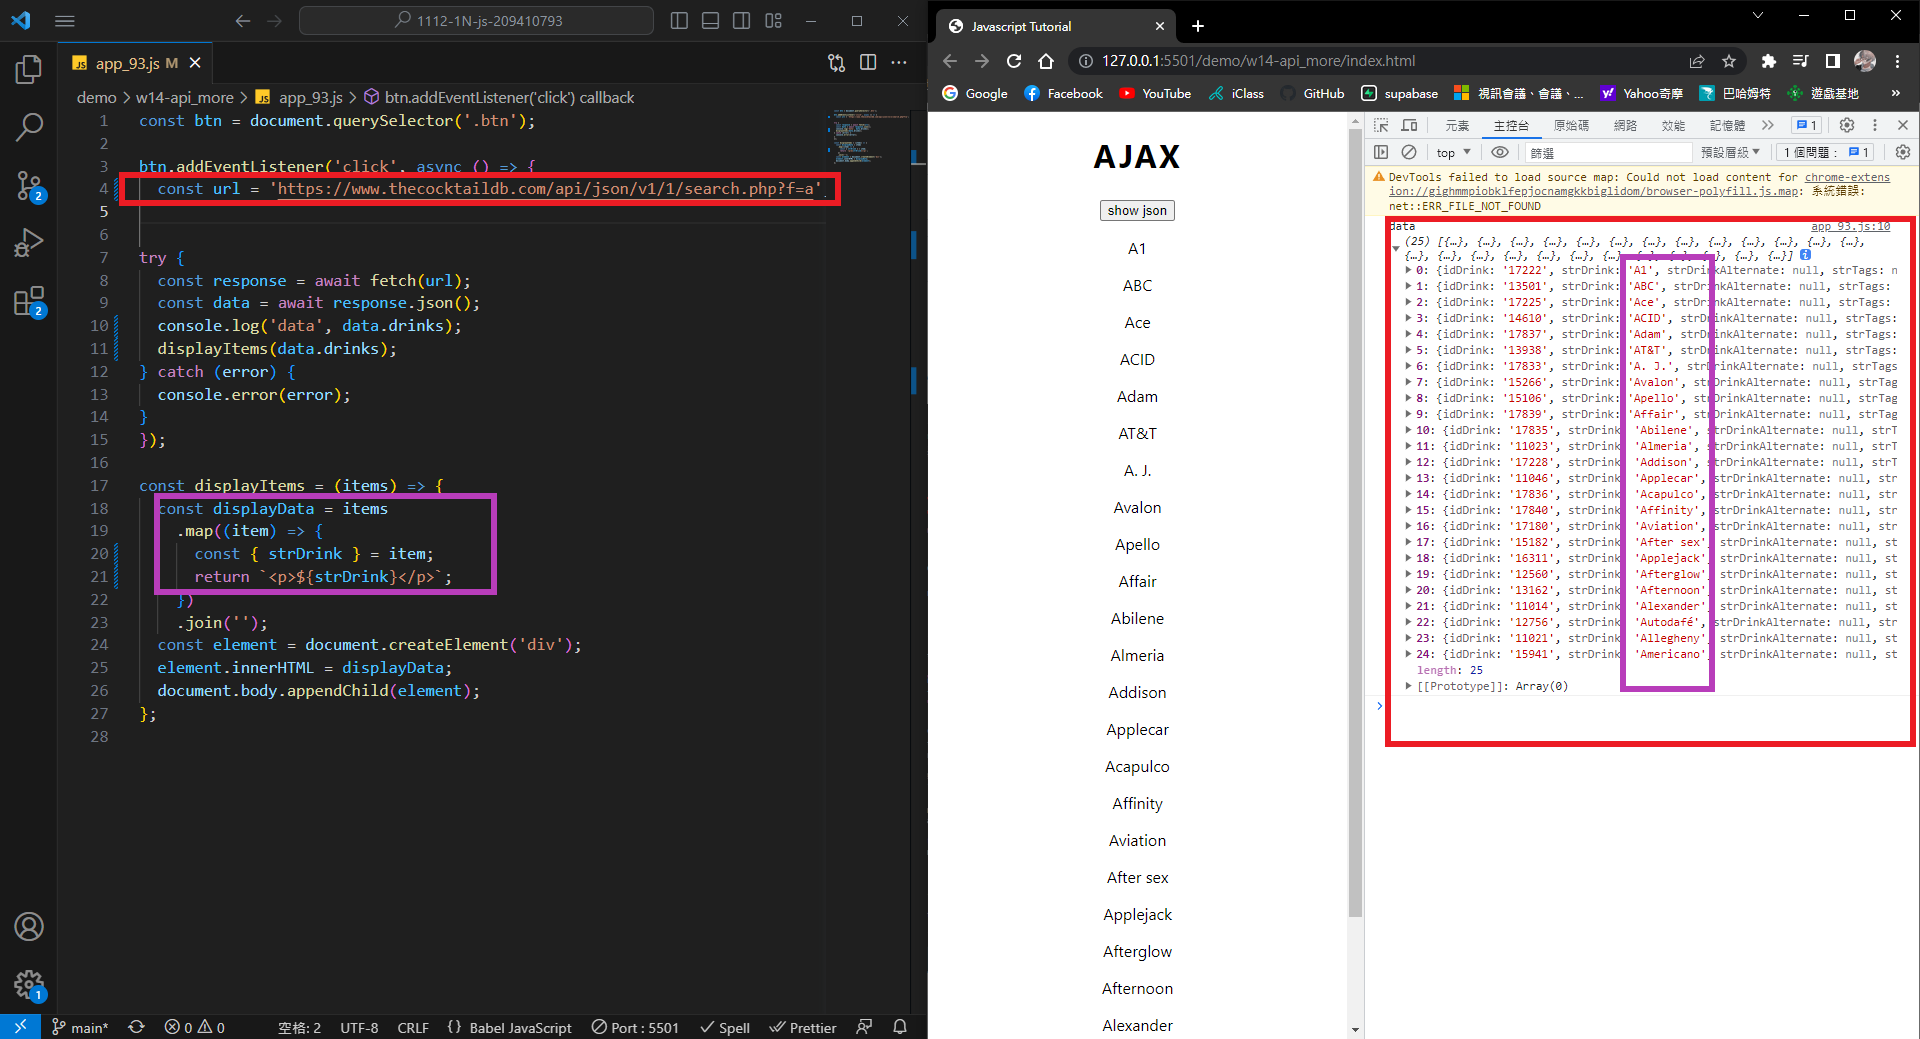 1112-1N-js-209410793
JS app_93.js M
demo > w14-api_more > JS app_93.js > btn.addEventListener('click') callback
1 const btn = document.querySelector('.btn');
2
3 btn.addEventListener('click', async () => {
4 const url = 'https://www.thecocktaildb.com/api/json/v1/1/search.php?f=a'
5
6
7 try {
8 const response = await fetch(url);
9 const data = await response.json();
10 console.log('data', data.drinks);
11 displayItems(data.drinks);
12 } catch (error) {
13 console.error(error);
14 }
15 });
16
17 const displayItems = (items) => {
18 const displayData = items
19 .map((item) => {
20 const { strDrink } = item;
21 return `<p>${strDrink}</p>`;
22 })
23 .join('');
24 const element = document.createElement('div');
25 element.innerHTML = displayData;
26 document.body.appendChild(element);
27 };
28
2
2
1
main* 0 0 空格: 2 UTF-8 CRLF {} Babel JavaScript Port : 5501 Spell Prettier
Javascript Tutorial
127.0.0.1:5501/demo/w14-api_more/index.html
Google Facebook YouTube iClass GitHub supabase 視訊會議、會議、... Yahoo奇摩 巴哈姆特 遊戲基地 »
AJAX
show json
A1
ABC
Ace
ACID
Adam
AT&T
A. J.
Avalon
Apello
Affair
Abilene
Almeria
Addison
Applecar
Acapulco
Affinity
Aviation
After sex
Applejack
Afterglow
Afternoon
Alexander
元素 主控台 原始碼 網路 效能 記憶體 » 1
top 篩選 預設層級 1 個問題： 1
DevTools failed to load source map: Could not load content for chrome-extens
ion://gighmmpiobklfepjocnamgkkbiglidom/browser-polyfill.js.map: 系統錯誤:
net::ERR_FILE_NOT_FOUND
data app_93.js:10
(25) [{…}, {…}, {…}, {…}, {…}, {…}, {…}, {…}, {…}, {…}, {…}, {…}, {…},
{…}, {…}, {…}, {…}, {…}, {…}, {…}, {…}, {…}, {…}, {…}, {…}]
0: {idDrink: '17222', strDrink: 'A1', strDrinkAlternate: null, strTags: n
1: {idDrink: '13501', strDrink: 'ABC', strDrinkAlternate: null, strTags:
2: {idDrink: '17225', strDrink: 'Ace', strDrinkAlternate: null, strTags:
3: {idDrink: '14610', strDrink: 'ACID', strDrinkAlternate: null, strTags:
4: {idDrink: '17837', strDrink: 'Adam', strDrinkAlternate: null, strTags:
5: {idDrink: '13938', strDrink: 'AT&T', strDrinkAlternate: null, strTags:
6: {idDrink: '17833', strDrink: 'A. J.', strDrinkAlternate: null, strTags
7: {idDrink: '15266', strDrink: 'Avalon', strDrinkAlternate: null, strTag
8: {idDrink: '15106', strDrink: 'Apello', strDrinkAlternate: null, strTag
9: {idDrink: '17839', strDrink: 'Affair', strDrinkAlternate: null, strTag
10: {idDrink: '17835', strDrink 'Abilene', strDrinkAlternate: null, strT
11: {idDrink: '11023', strDrink 'Almeria', strDrinkAlternate: null, strT
12: {idDrink: '17228', strDrink 'Addison', strDrinkAlternate: null, strT
13: {idDrink: '11046', strDrink 'Applecar' strDrinkAlternate: null, str
14: {idDrink: '17836', strDrink 'Acapulco' strDrinkAlternate: null, str
15: {idDrink: '17840', strDrink 'Affinity' strDrinkAlternate: null, str
16: {idDrink: '17180', strDrink 'Aviation' strDrinkAlternate: null, str
17: {idDrink: '15182', strDrink 'After sex' strDrinkAlternate: null, st
18: {idDrink: '16311', strDrink 'Applejack' strDrinkAlternate: null, st
19: {idDrink: '12560', strDrink 'Afterglow' strDrinkAlternate: null, st
20: {idDrink: '13162', strDrink 'Afternoon' strDrinkAlternate: null, st
21: {idDrink: '11014', strDrink 'Alexander' strDrinkAlternate: null, st
22: {idDrink: '12756', strDrink 'Autodafé' strDrinkAlternate: null, str
23: {idDrink: '11021', strDrink 'Allegheny' strDrinkAlternate: null, st
24: {idDrink: '15941', strDrink 'Americano' strDrinkAlternate: null, st
length: 25
[[Prototype]]: Array(0)